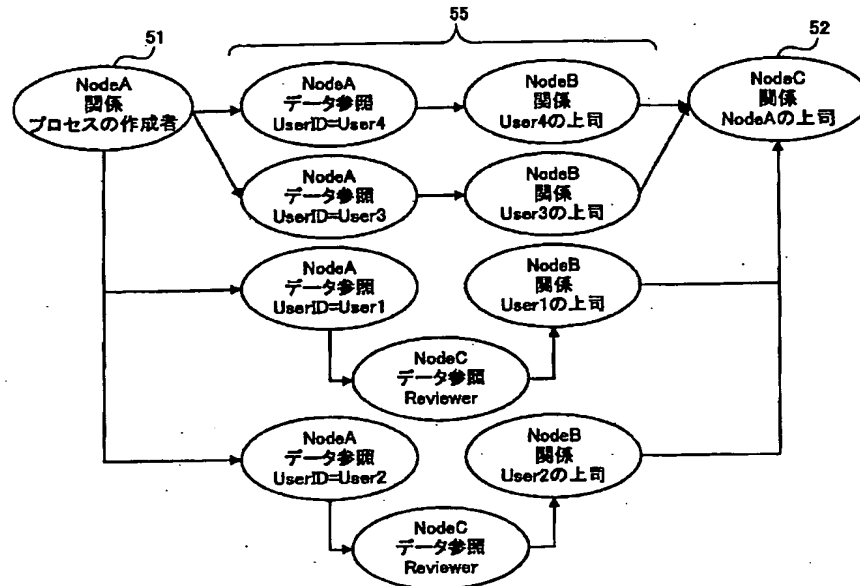 51
55
52
NodeA
関係
プロセスの作成者
NodeA
データ参照
UserID=User4
NodeB
関係
User4の上司
NodeC
関係
NodeAの上司
NodeA
データ参照
UserID=User3
NodeB
関係
User3の上司
NodeA
データ参照
UserID=User1
NodeB
関係
User1の上司
NodeC
データ参照
Reviewer
NodeA
データ参照
UserID=User2
NodeB
関係
User2の上司
NodeC
データ参照
Reviewer